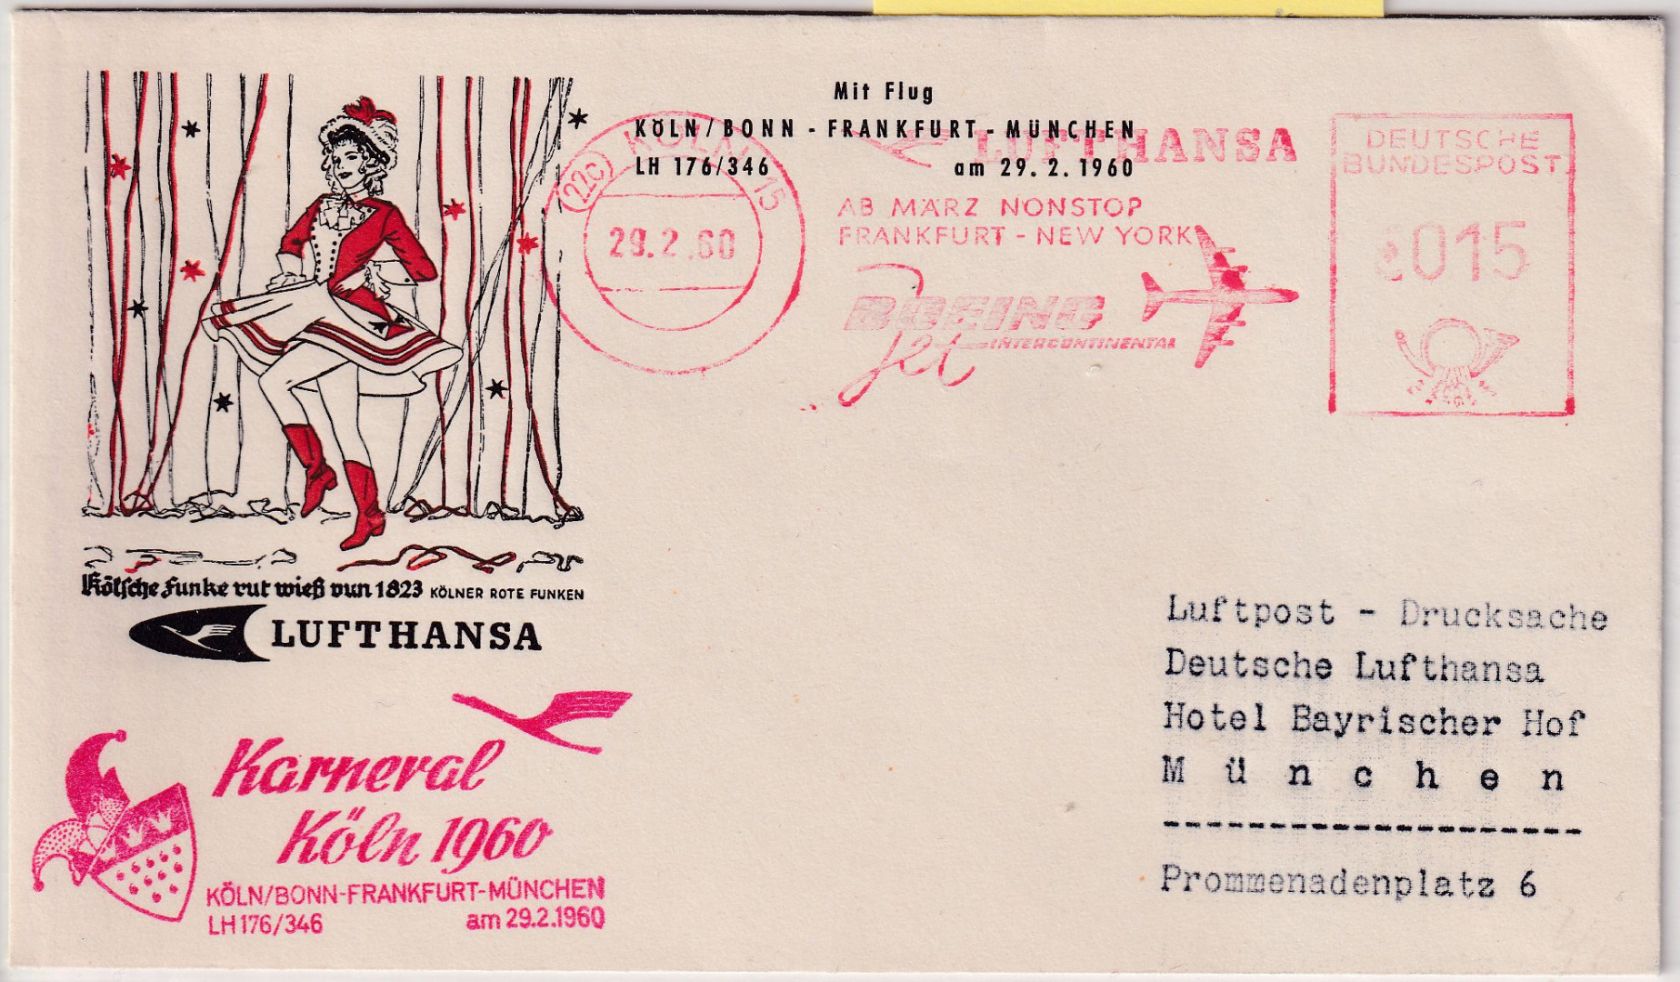 Mit Flug
KÖLN/BONN - FRANKFURT - MÜNCHEN
LH 176/346 am 29.2.1960
(22c) KÖLN 15
29.2.60
LUFTHANSA
AB MÄRZ NONSTOP
FRANKFURT - NEW YORK
BOEING
Jet INTERCONTINENTAL
DEUTSCHE
BUNDESPOST
015
Kölsche Funke rut wieß vun 1823 KÖLNER ROTE FUNKEN
LUFTHANSA
Karneval
Köln 1960
KÖLN/BONN-FRANKFURT-MÜNCHEN
LH 176/346 am 29.2.1960
Luftpost - Drucksache
Deutsche Lufthansa
Hotel Bayrischer Hof
M ü n c h e n
--------------------
Prommenadenplatz 6